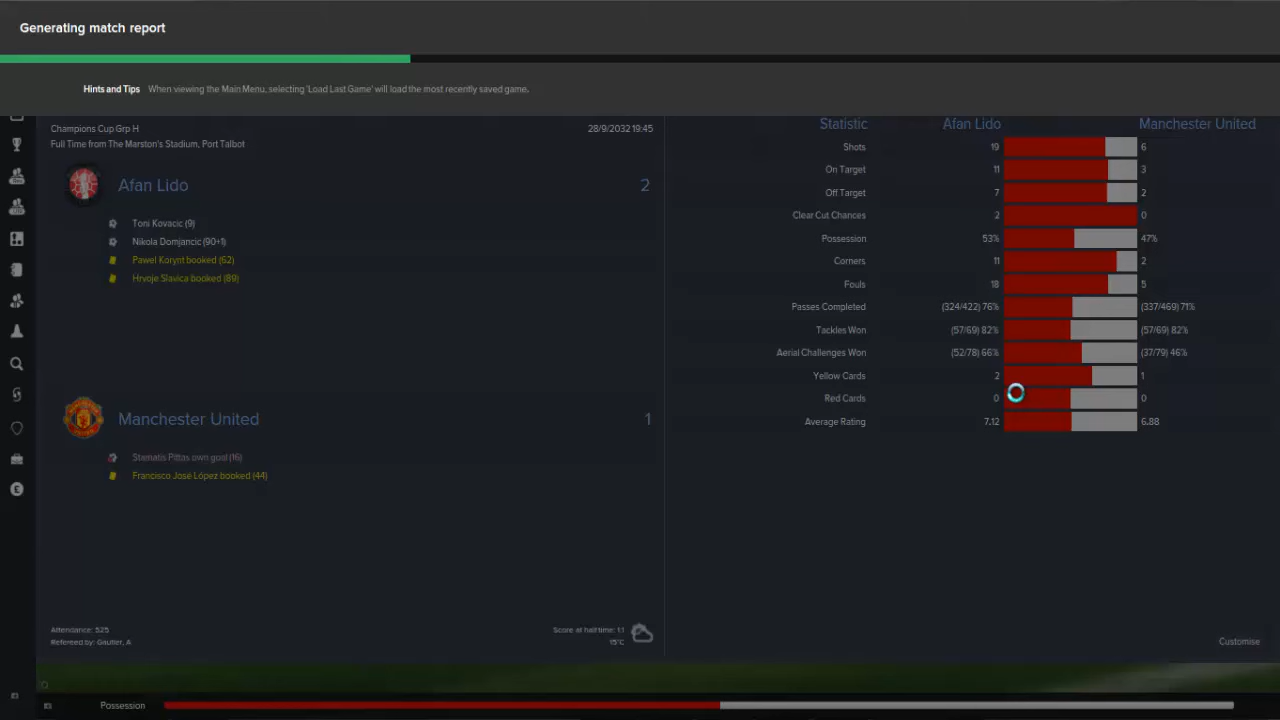 Generating match report
Hints and Tips When viewing the Main Menu, selecting 'Load Last Game' will load the most recently saved game.
Champions Cup Grp H 28/9/2032 19:45
Full Time from The Marston's Stadium, Port Talbot
Afan Lido 2
Toni Kovacic (9)
Nikola Domjancic (90+1)
Pawel Korynt booked (62)
Hrvoje Slavica booked (89)
Manchester United 1
Stamatis Pittas own goal (16)
Francisco José López booked (44)
Attendance: 525 Score at half time: 1:1
Refereed by: Gautier, A 15°C
Statistic Afan Lido Manchester United
Shots 19 6
On Target 11 3
Off Target 7 2
Clear Cut Chances 2 0
Possession 53% 47%
Corners 11 2
Fouls 18 5
Passes Completed (324/422) 76% (337/469) 71%
Tackles Won (57/69) 82% (57/69) 82%
Aerial Challenges Won (52/78) 66% (37/79) 46%
Yellow Cards 2 1
Red Cards 0 0
Average Rating 7.12 6.88
Customise
Possession